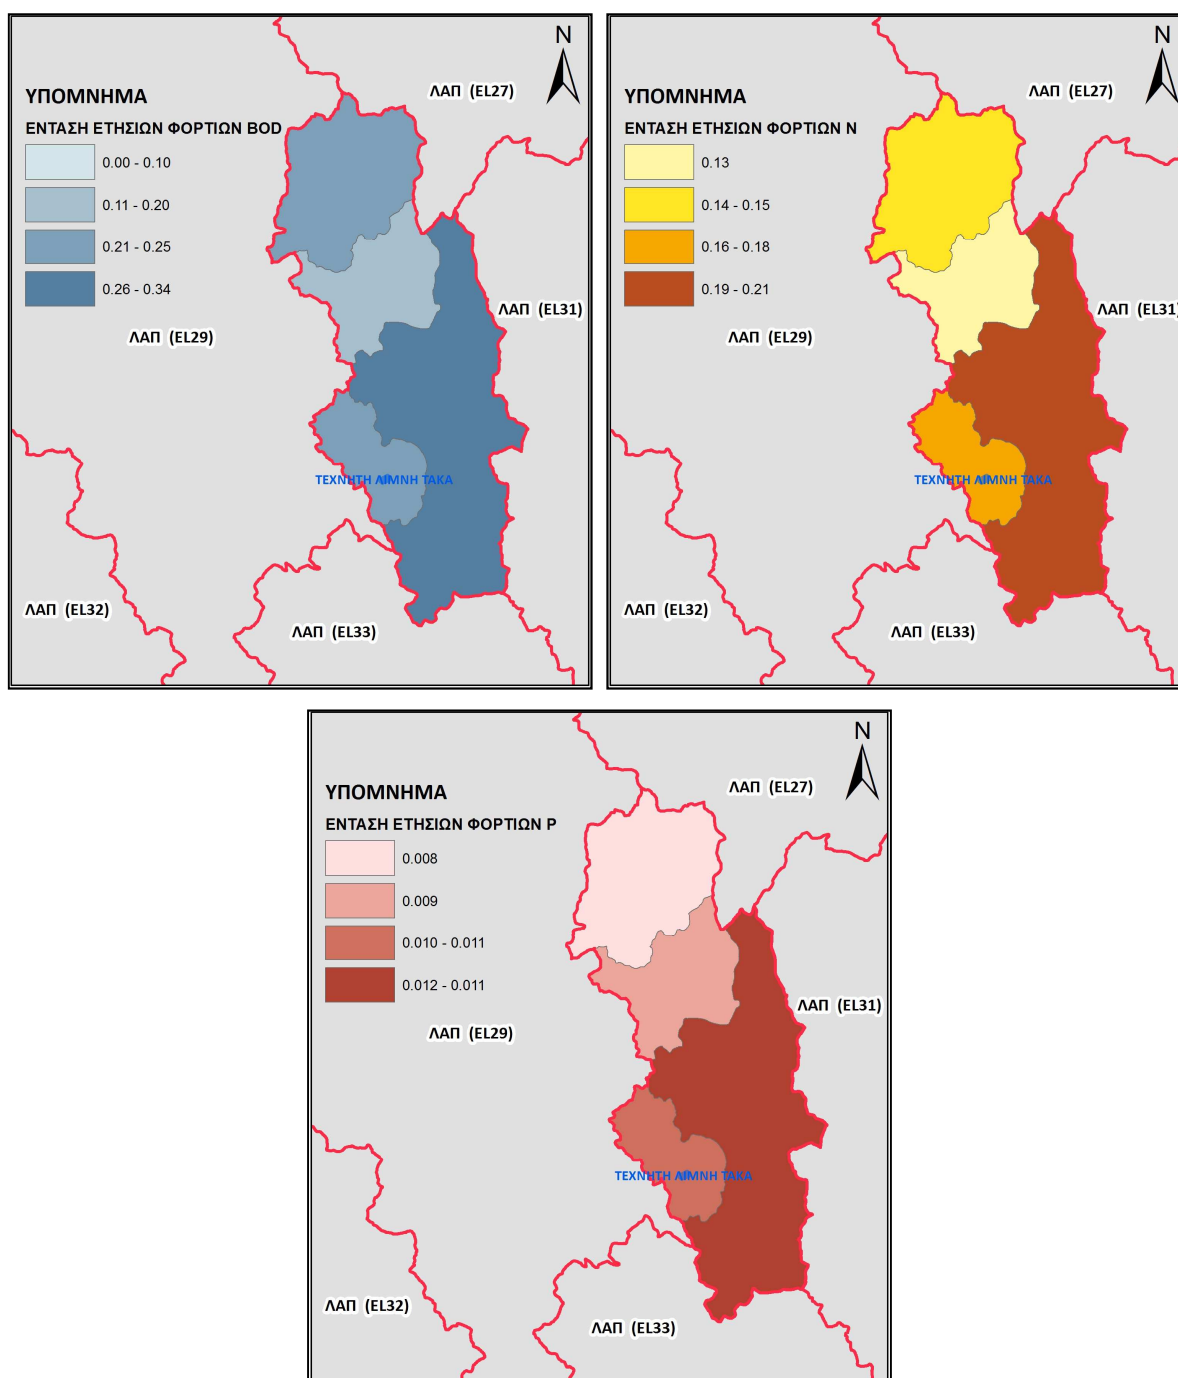 N
ΛΑΠ (EL27)
ΥΠΟΜΝΗΜΑ
ΕΝΤΑΣΗ ΕΤΗΣΙΩΝ ΦΟΡΤΙΩΝ BOD
0.00 - 0.10
0.11 - 0.20
0.21 - 0.25
0.26 - 0.34
ΛΑΠ (EL31)
ΛΑΠ (EL29)
ΤΕΧΝΗΤΗ ΛΙΜΝΗ ΤΑΚΑ
ΛΑΠ (EL32)
ΛΑΠ (EL33)
N
ΛΑΠ (EL27)
ΥΠΟΜΝΗΜΑ
ΕΝΤΑΣΗ ΕΤΗΣΙΩΝ ΦΟΡΤΙΩΝ N
0.13
0.14 - 0.15
0.16 - 0.18
0.19 - 0.21
ΛΑΠ (EL31)
ΛΑΠ (EL29)
ΤΕΧΝΗΤΗ ΛΙΜΝΗ ΤΑΚΑ
ΛΑΠ (EL32)
ΛΑΠ (EL33)
N
ΛΑΠ (EL27)
ΥΠΟΜΝΗΜΑ
ΕΝΤΑΣΗ ΕΤΗΣΙΩΝ ΦΟΡΤΙΩΝ P
0.008
0.009
0.010 - 0.011
0.012 - 0.011
ΛΑΠ (EL31)
ΛΑΠ (EL29)
ΤΕΧΝΗΤΗ ΛΙΜΝΗ ΤΑΚΑ
ΛΑΠ (EL32)
ΛΑΠ (EL33)